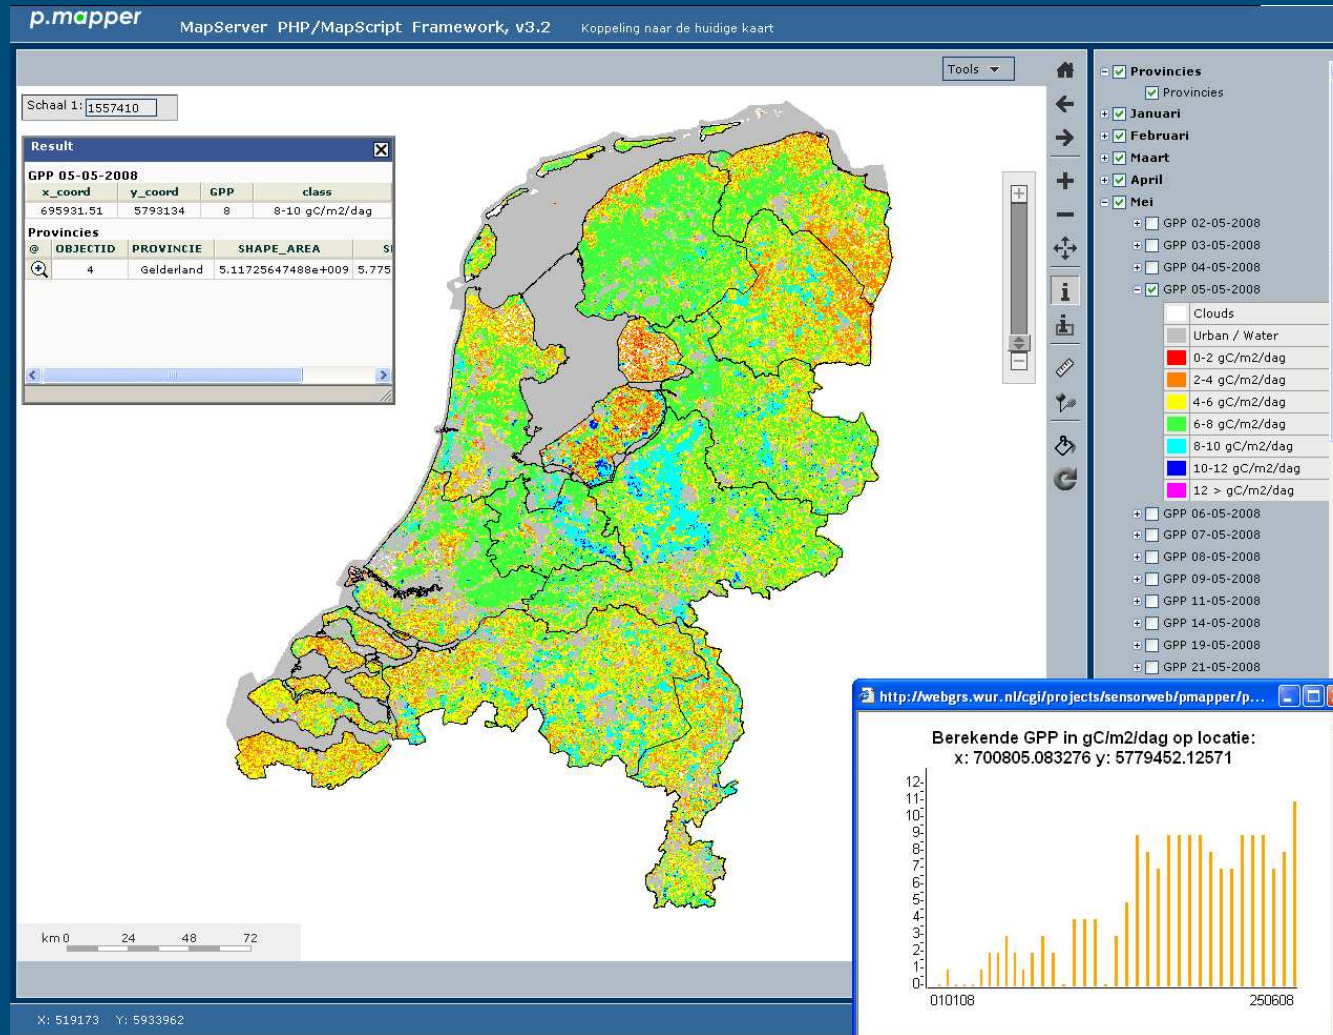 p.mapper
MapServer PHP/MapScript Framework, v3.2 Koppeling naar de huidige kaart
Tools
Schaal 1: 1557410
Result
GPP 05-05-2008
x_coord y_coord GPP class
695931.51 5793134 8 8-10 gC/m2/dag
Provincies
@ OBJECTID PROVINCIE SHAPE_AREA
4 Gelderland 5.11725647488e+009 5.775
km 0 24 48 72
X: 519173 Y: 5933962
Provincies
Provincies
Januari
Februari
Maart
April
Mei
GPP 02-05-2008
GPP 03-05-2008
GPP 04-05-2008
GPP 05-05-2008
Clouds
Urban / Water
0-2 gC/m2/dag
2-4 gC/m2/dag
4-6 gC/m2/dag
6-8 gC/m2/dag
8-10 gC/m2/dag
10-12 gC/m2/dag
12 > gC/m2/dag
GPP 06-05-2008
GPP 07-05-2008
GPP 08-05-2008
GPP 09-05-2008
GPP 11-05-2008
GPP 14-05-2008
GPP 19-05-2008
GPP 21-05-2008
http://webgrs.wur.nl/cgi/projects/sensorweb/pmapper/p...
Berekende GPP in gC/m2/dag op locatie:
x: 700805.083276 y: 5779452.12571
12
11
10
9
8
7
6
5
4
3
2
1
0
010108 250608